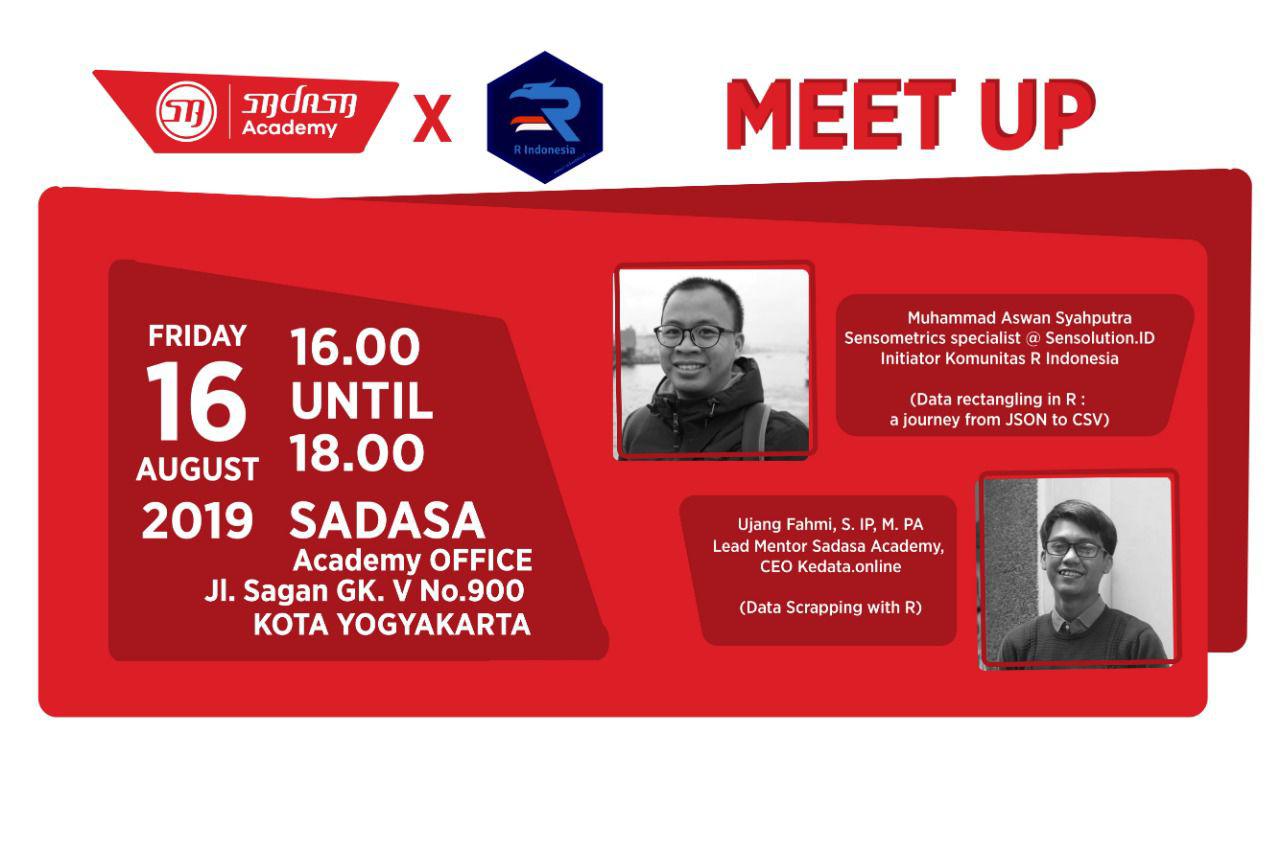 SADASA
Academy
X
R Indonesia
MEET UP
FRIDAY
16
AUGUST
2019
16.00
UNTIL
18.00
SADASA
Academy OFFICE
Jl. Sagan GK. V No.900
KOTA YOGYAKARTA
Muhammad Aswan Syahputra
Sensometrics specialist @ Sensolution.ID
Initiator Komunitas R Indonesia
(Data rectangling in R :
a journey from JSON to CSV)
Ujang Fahmi, S. IP, M. PA
Lead Mentor Sadasa Academy,
CEO Kedata.online
(Data Scrapping with R)